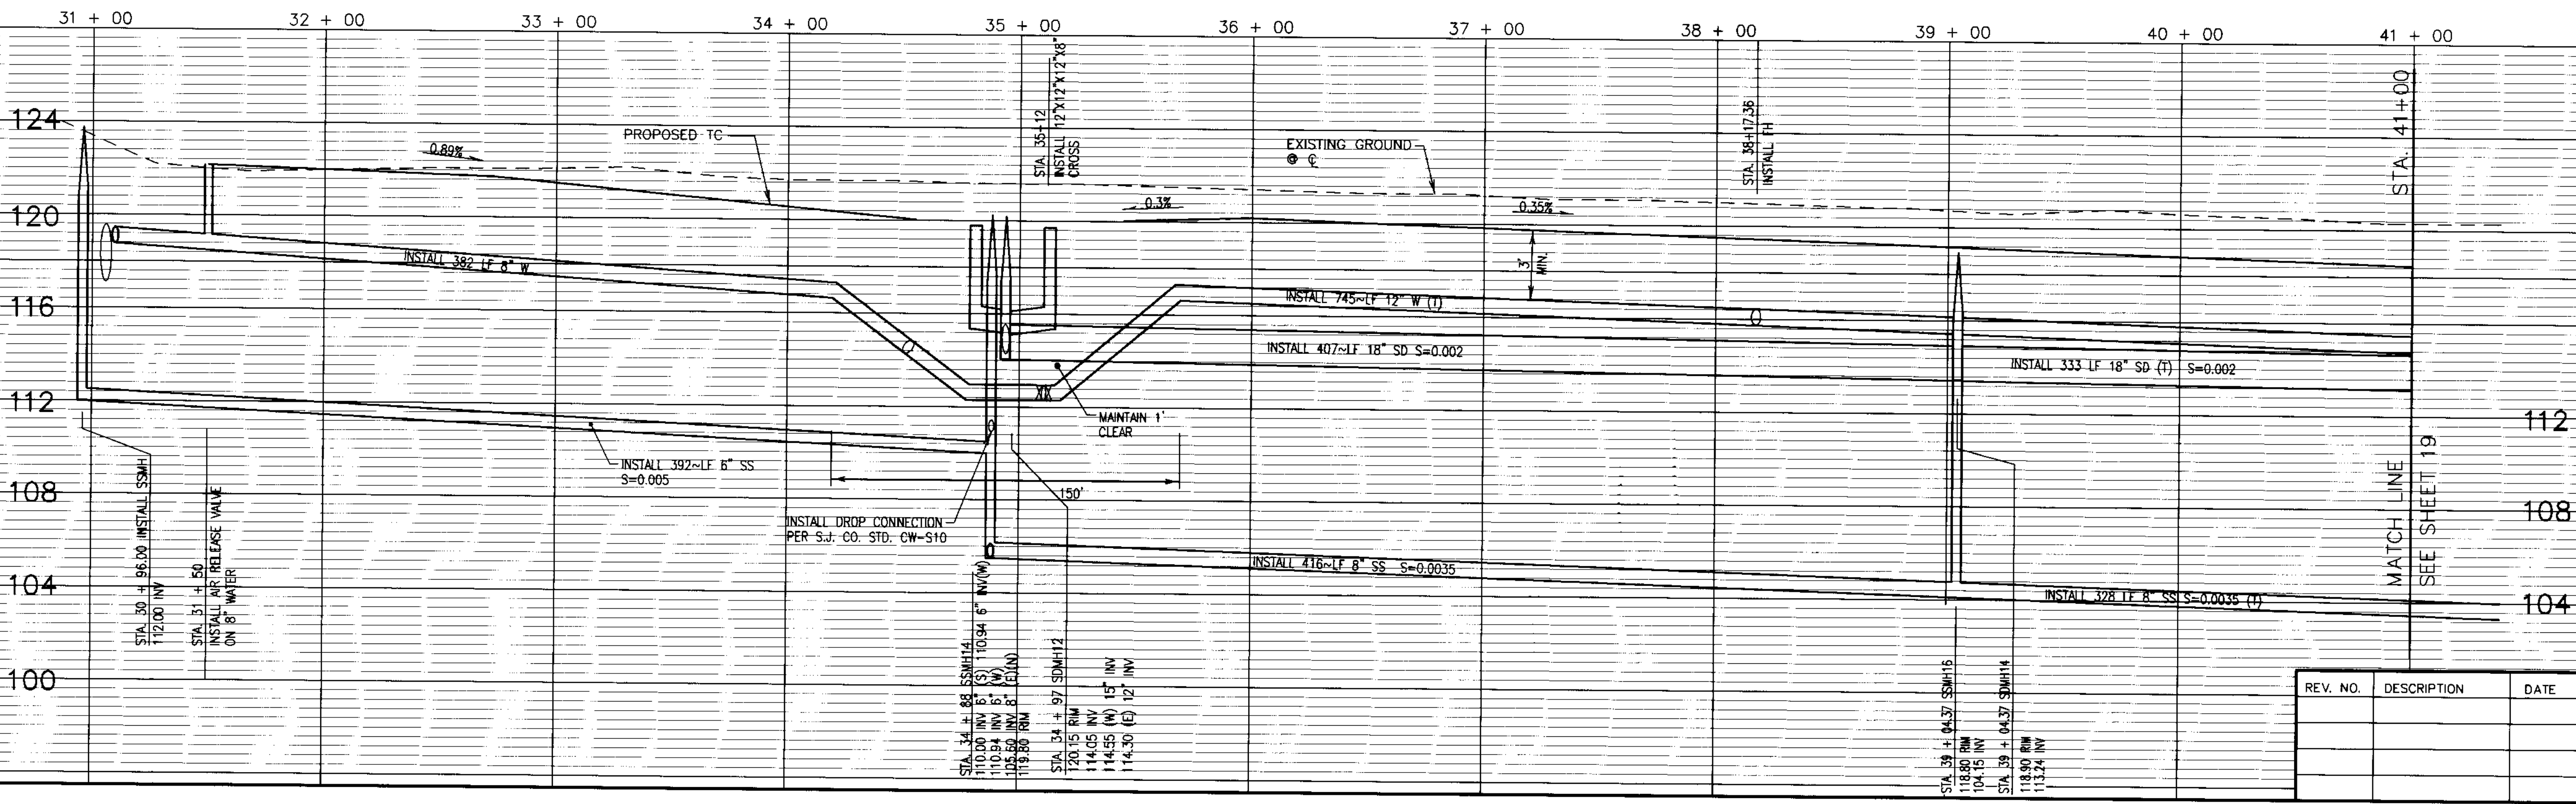 31 + 00
32 + 00
33 + 00
34 + 00
35 + 00
36 + 00
37 + 00
38 + 00
39 + 00
40 + 00
41 + 00
124
120
116
112
108
104
100
0.89%
PROPOSED TC
STA. 35+12
INSTALL 12"X12"X12"X8"
CROSS
EXISTING GROUND
@ ℄
0.3%
0.35%
STA. 38+17.36
INSTALL FH
STA. 41+00
INSTALL 382 LF 8" W
3'
MIN.
INSTALL 745~LF 12" W (T)
INSTALL 407~LF 18" SD S=0.002
INSTALL 333 LF 18" SD (T) S=0.002
MAINTAIN 1'
CLEAR
INSTALL 392~LF 6" SS
S=0.005
150'
INSTALL DROP CONNECTION
PER S.J. CO. STD. CW-S10
INSTALL 416~LF 8" SS S=0.0035
INSTALL 328 LF 8" SS S=0.0035 (T)
STA. 30 + 96.00 INSTALL SSMH
112.00 INV
STA. 31 + 50
INSTALL AIR RELEASE VALVE
ON 8" WATER
STA. 34 + 88 SSMH14
110.00 INV 6" (S) 110.94 6" INV(W)
110.94 INV 6" (W)
105.60 INV 8" (E)(N)
119.80 RIM
STA. 34 + 97 SDMH12
120.15 RIM
114.05 INV
114.55 (W) 15" INV
114.30 (E) 12" INV
STA. 39 + 04.37 SSMH16
118.80 RIM
104.15 INV
STA. 39 + 04.37 SDMH14
118.90 RIM
113.24 INV
MATCH LINE
SEE SHEET 19
112
108
104
REV. NO.
DESCRIPTION
DATE